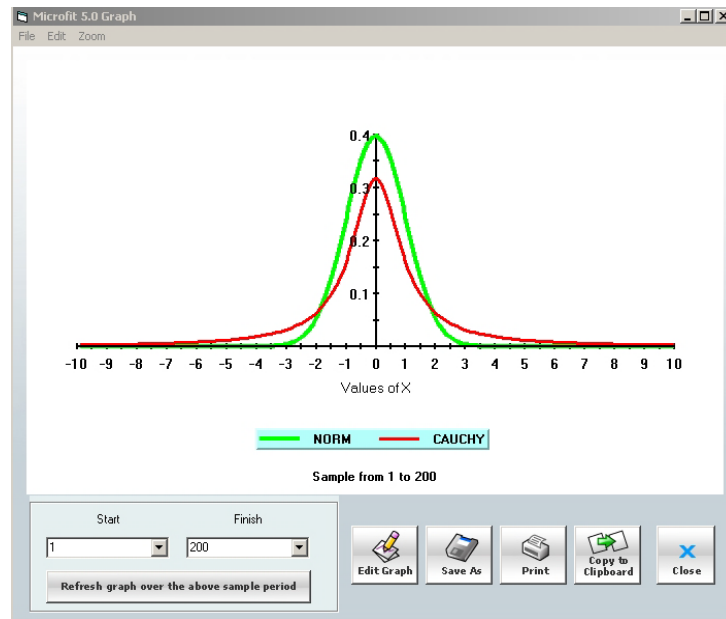 Microfit 5.0 Graph
File Edit Zoom
0.4
0.3
0.2
0.1
-10 -9 -8 -7 -6 -5 -4 -3 -2 -1 0 1 2 3 4 5 6 7 8 9 10
Values of X
NORM CAUCHY
Sample from 1 to 200
Start Finish
1 200
Refresh graph over the above sample period
Edit Graph Save As Print Copy to Clipboard Close